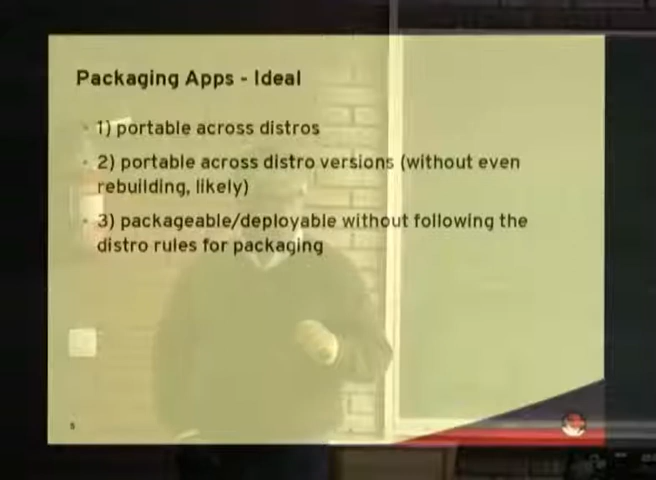 Packaging Apps - Ideal
1) portable across distros
2) portable across distro versions (without even
rebuilding, likely)
3) packageable/deployable without following the
distro rules for packaging
5